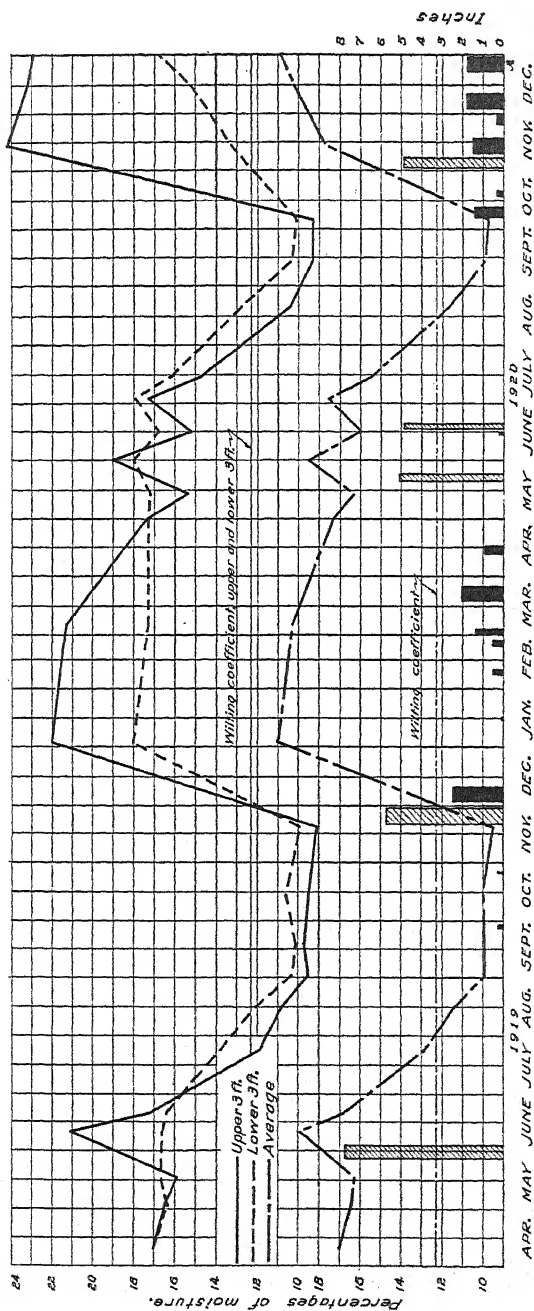 Inches
8 7 6 5 4 3 2 1 0
24 22 20 18 16 14 12 10
18 16 14 12 10
Percentages of moisture.
Upper 3 ft.
Lower 3 ft.
Average
Wilting coefficient, upper and lower 3 ft.
Wilting coefficient
APR. MAY JUNE JULY AUG. SEPT. OCT. NOV. DEC. JAN. FEB. MAR. APR. MAY JUNE JULY AUG. SEPT. OCT. NOV. DEC.
1919
1920